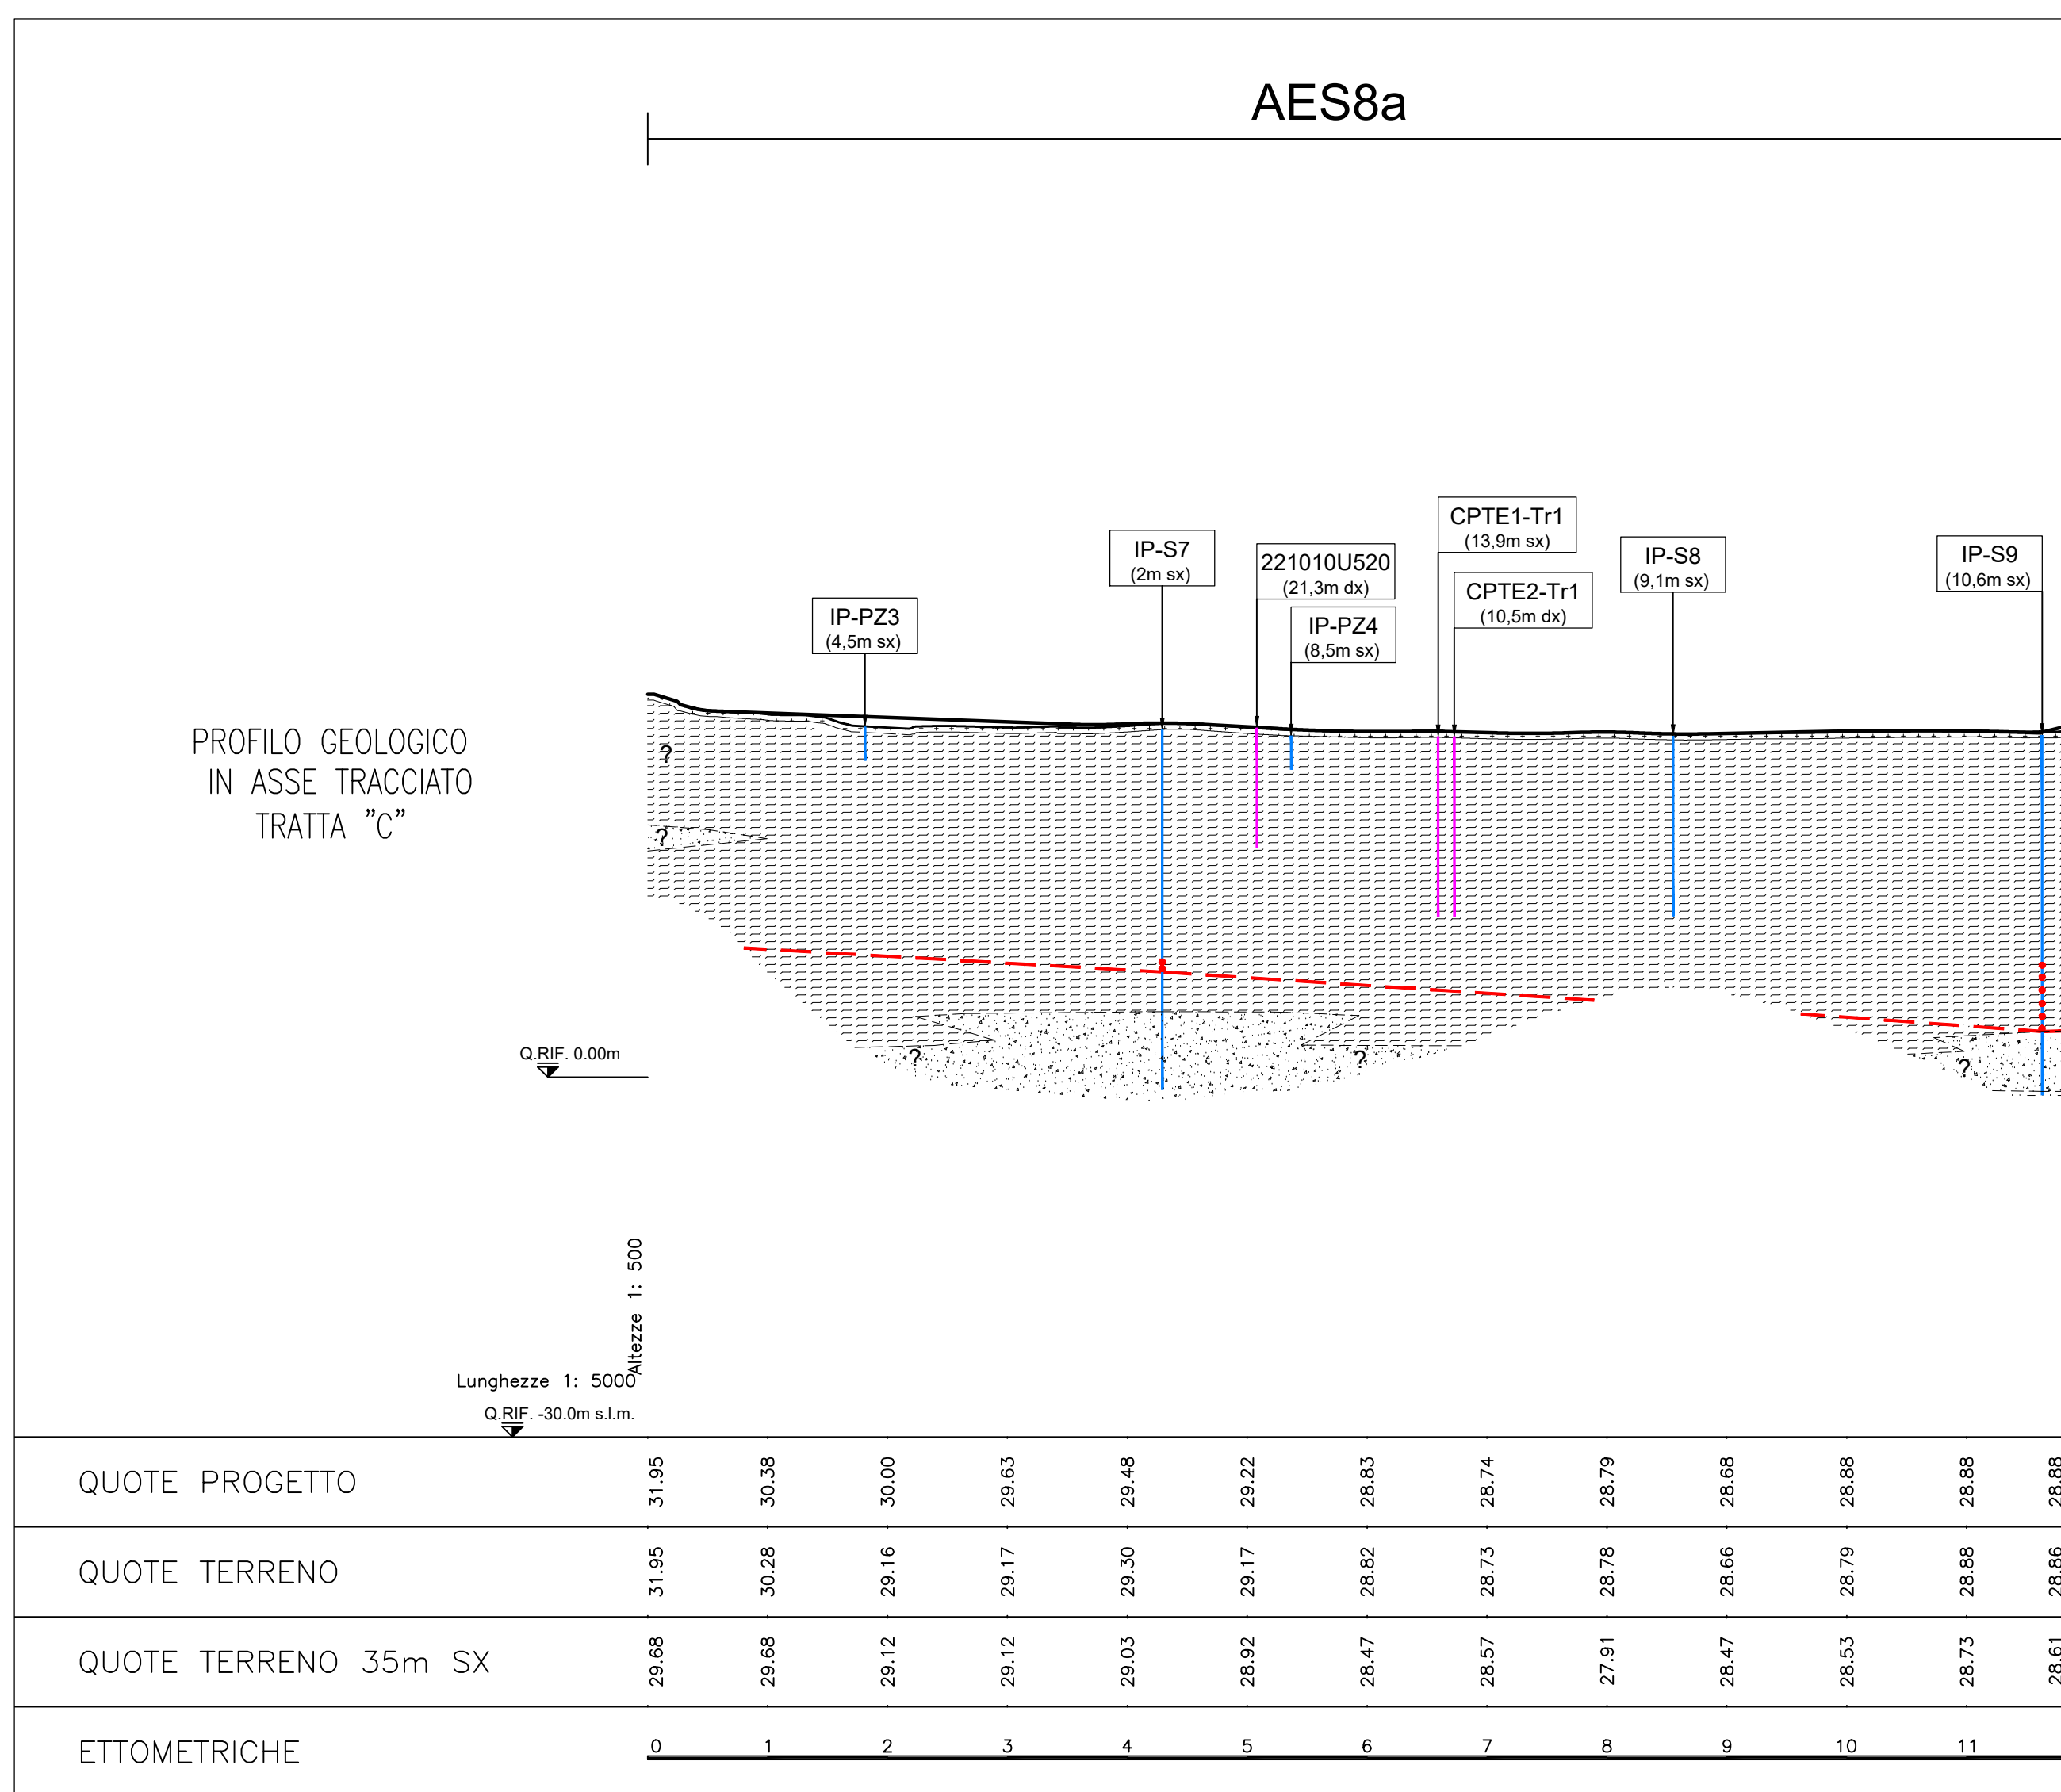 AES8a
CPTE1-Tr1
(13,9m sx)
IP-S7
(2m sx)
IP-S8
(9,1m sx)
IP-S9
(10,6m sx)
221010U520
(21,3m dx)
CPTE2-Tr1
(10,5m dx)
IP-PZ3
(4,5m sx)
IP-PZ4
(8,5m sx)
PROFILO GEOLOGICO
IN ASSE TRACCIATO
TRATTA "C"
?
?
?
?
?
Q.RIF. 0.00m
Altezze 1: 500
Lunghezze 1: 5000
Q.RIF. -30.0m s.l.m.
QUOTE PROGETTO 31.95 30.38 30.00 29.63 29.48 29.22 28.83 28.74 28.79 28.68 28.88 28.88 28.88
QUOTE TERRENO 31.95 30.28 29.16 29.17 29.30 29.17 28.82 28.73 28.78 28.66 28.79 28.88 28.86
QUOTE TERRENO 35m SX 29.68 29.68 29.12 29.12 29.03 28.92 28.47 28.57 27.91 28.47 28.53 28.73 28.61
ETTOMETRICHE 0 1 2 3 4 5 6 7 8 9 10 11